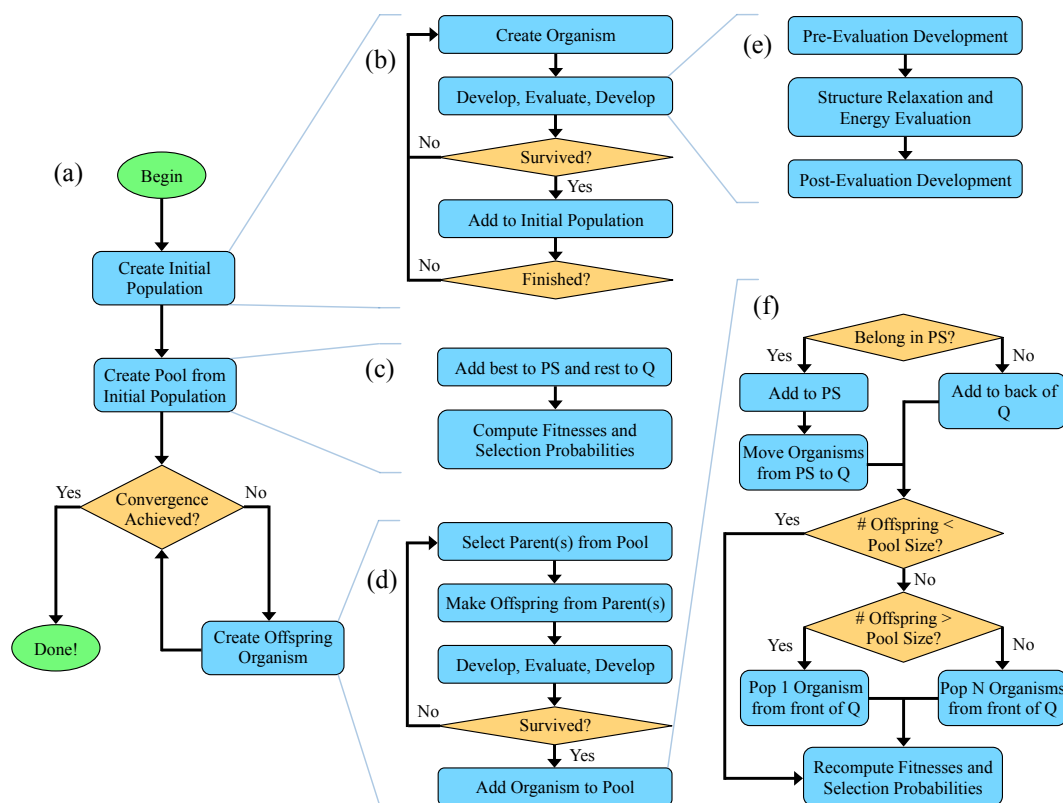 (a)
Begin
Create Initial
Population
Create Pool from
Initial Population
Yes
Convergence
Achieved?
No
Done!
Create Offspring
Organism
(b)
Create Organism
Develop, Evaluate, Develop
No
Survived?
Yes
Add to Initial Population
No
Finished?
(c)
Add best to PS and rest to Q
Compute Fitnesses and
Selection Probabilities
(d)
Select Parent(s) from Pool
Make Offspring from Parent(s)
Develop, Evaluate, Develop
No
Survived?
Yes
Add Organism to Pool
(e)
Pre-Evaluation Development
Structure Relaxation and
Energy Evaluation
Post-Evaluation Development
(f)
Belong in PS?
Yes
No
Add to PS
Add to back of
Q
Move Organisms
from PS to Q
Yes
# Offspring <
Pool Size?
No
# Offspring >
Pool Size?
Yes
No
Pop 1 Organism
from front of Q
Pop N Organisms
from front of Q
Recompute Fitnesses and
Selection Probabilities